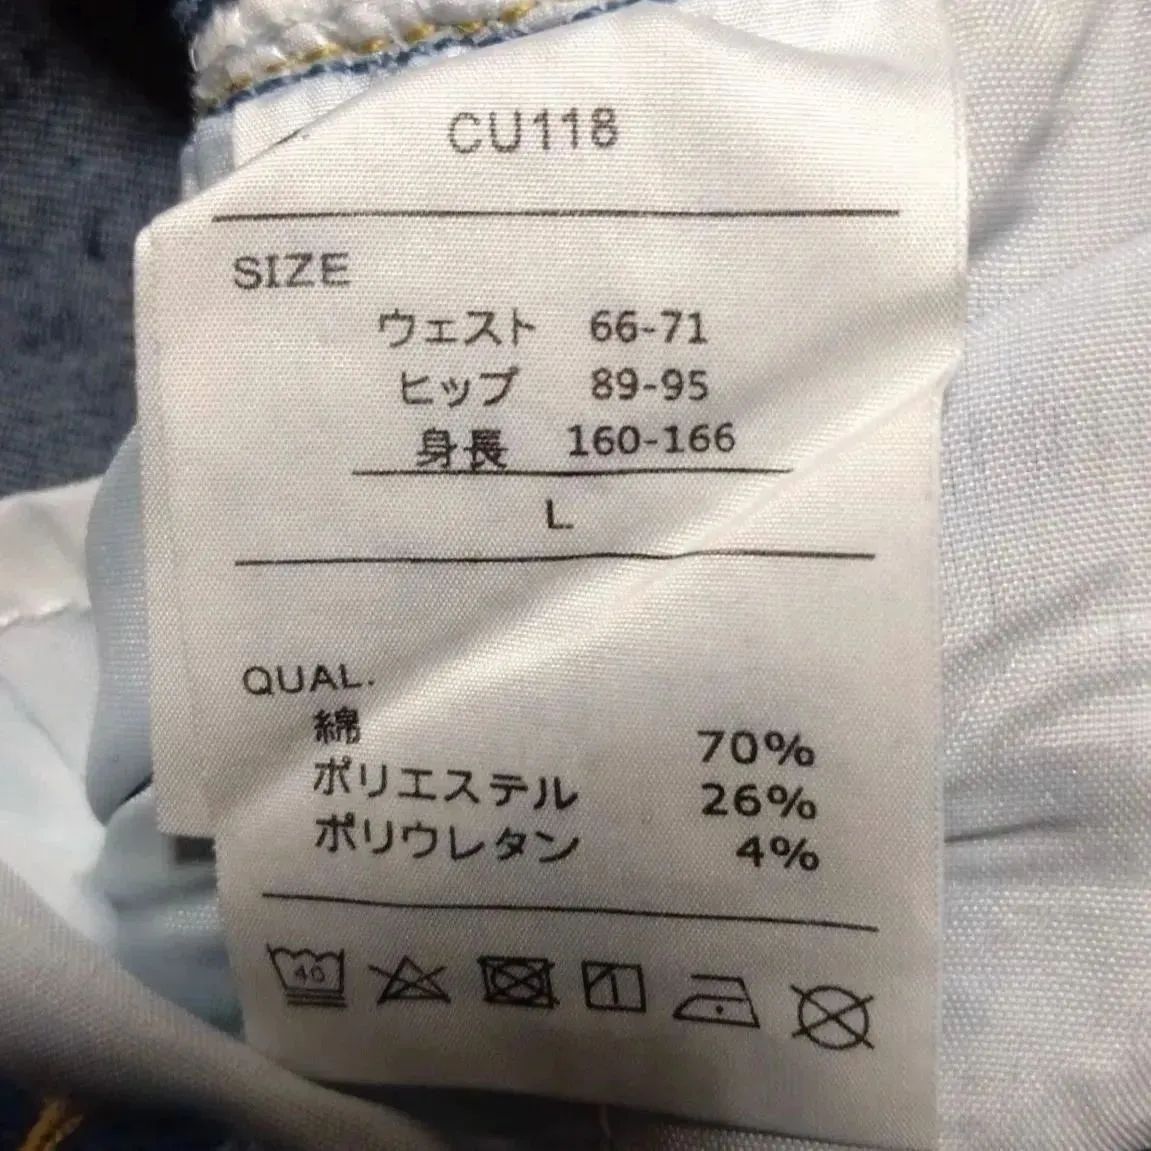 CU118
SIZE
ウェスト 66-71
ヒップ 89-95
身長 160-166
L
QUAL.
綿 70%
ポリエステル 26%
ポリウレタン 4%
40